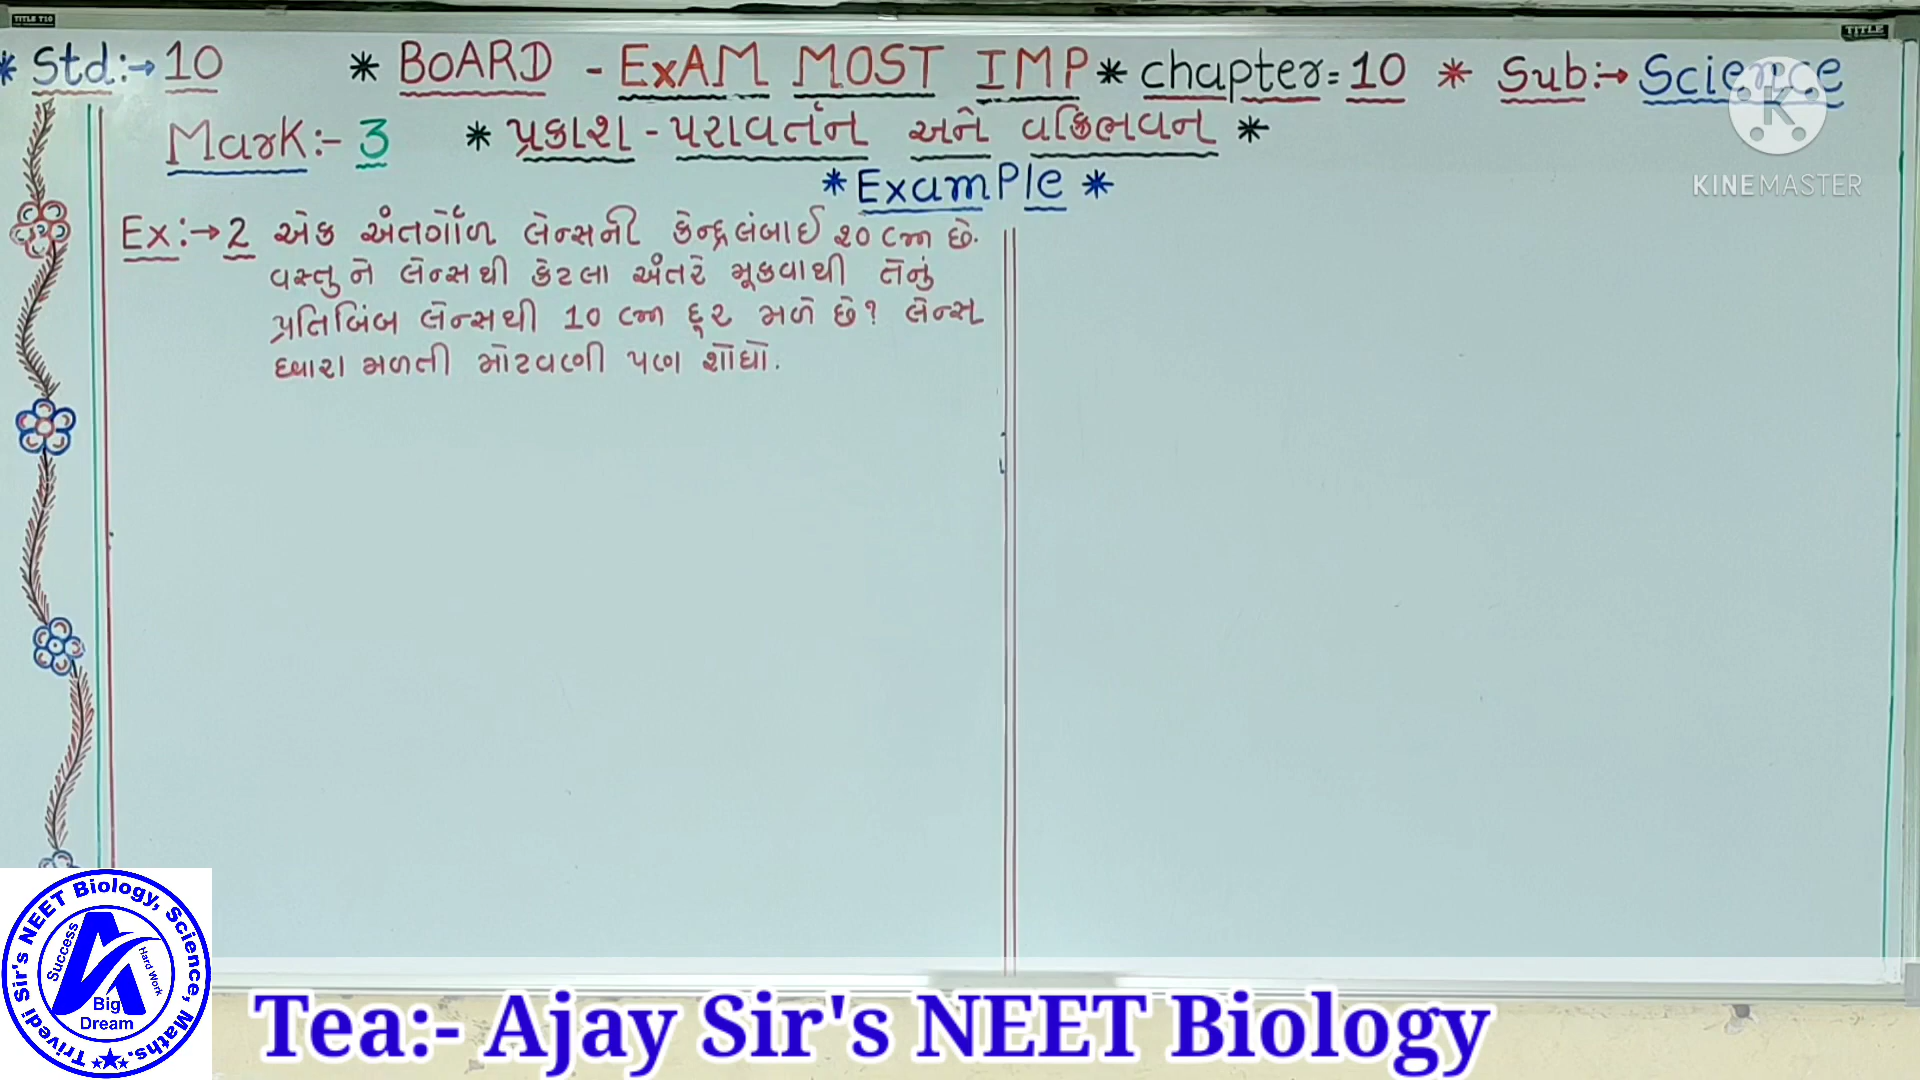 TITLE T10
TITLE
* Std:→ 10 * BoARD - ExAM MOST IMP * chapter = 10 * Sub:→ Science
KINEMASTER
Mark:- 3 * પ્રકાશ - પરાવર્તન અને વક્રિભવન *
* Example *
Ex:→ 2 એક અંતર્ગોળ લેન્સની કેન્દ્રલંબાઈ 20 cm છે.
વસ્તુને લેન્સથી કેટલા અંતરે મૂકવાથી તેનું
પ્રતિબિંબ લેન્સથી 10 cm દૂર મળે છે? લેન્સ
દ્વારા મળતી મોટવણી પણ શોધો.
Trivedi Sir's NEET Biology, Science, Maths.
Success
Hard Work
Big
Dream
Tea:- Ajay Sir's NEET Biology